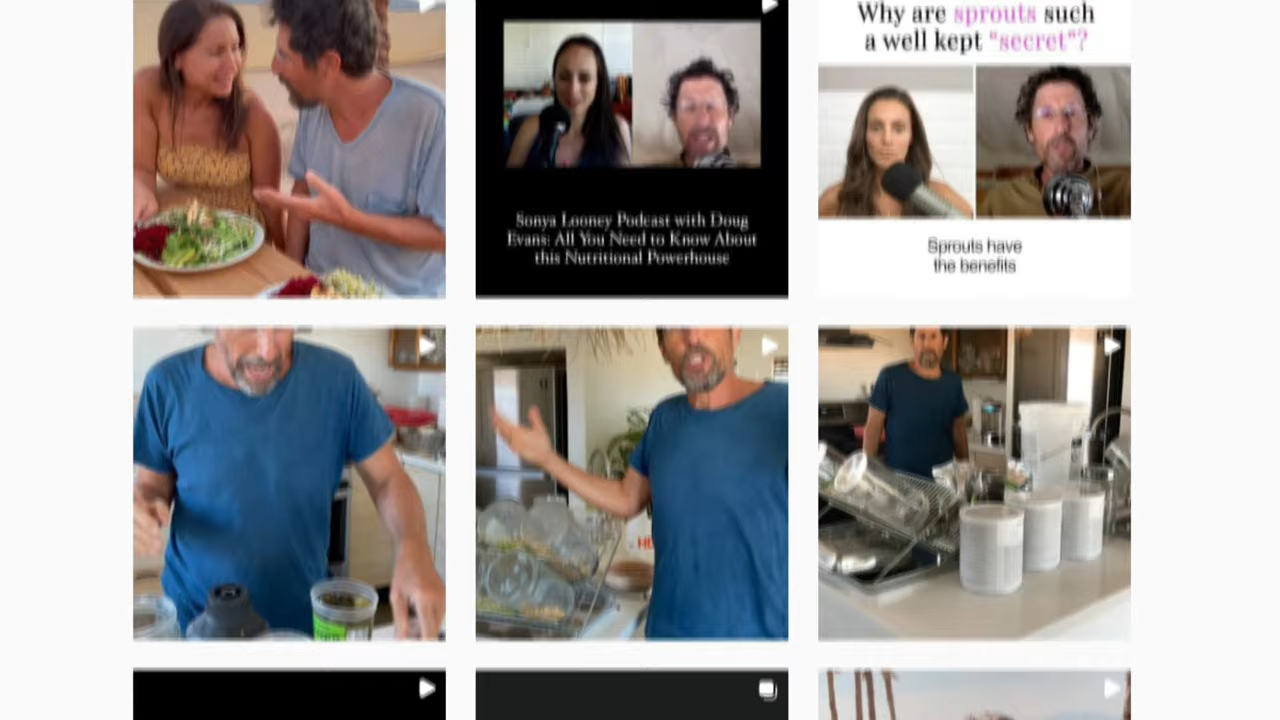 Why are sprouts such
a well kept "secret"?
Sonya Looney Podcast with Doug
Evans: All You Need to Know About
this Nutritional Powerhouse
Sprouts have
the benefits